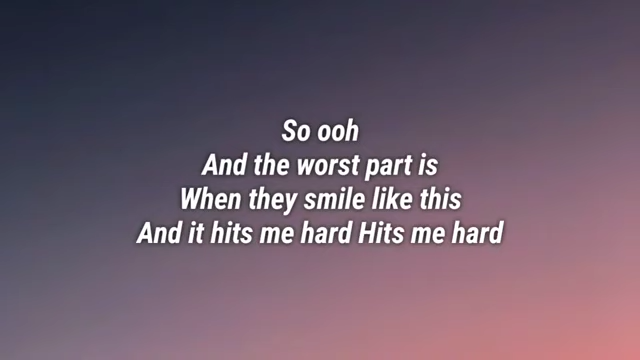 So ooh
And the worst part is
When they smile like this
And it hits me hard Hits me hard